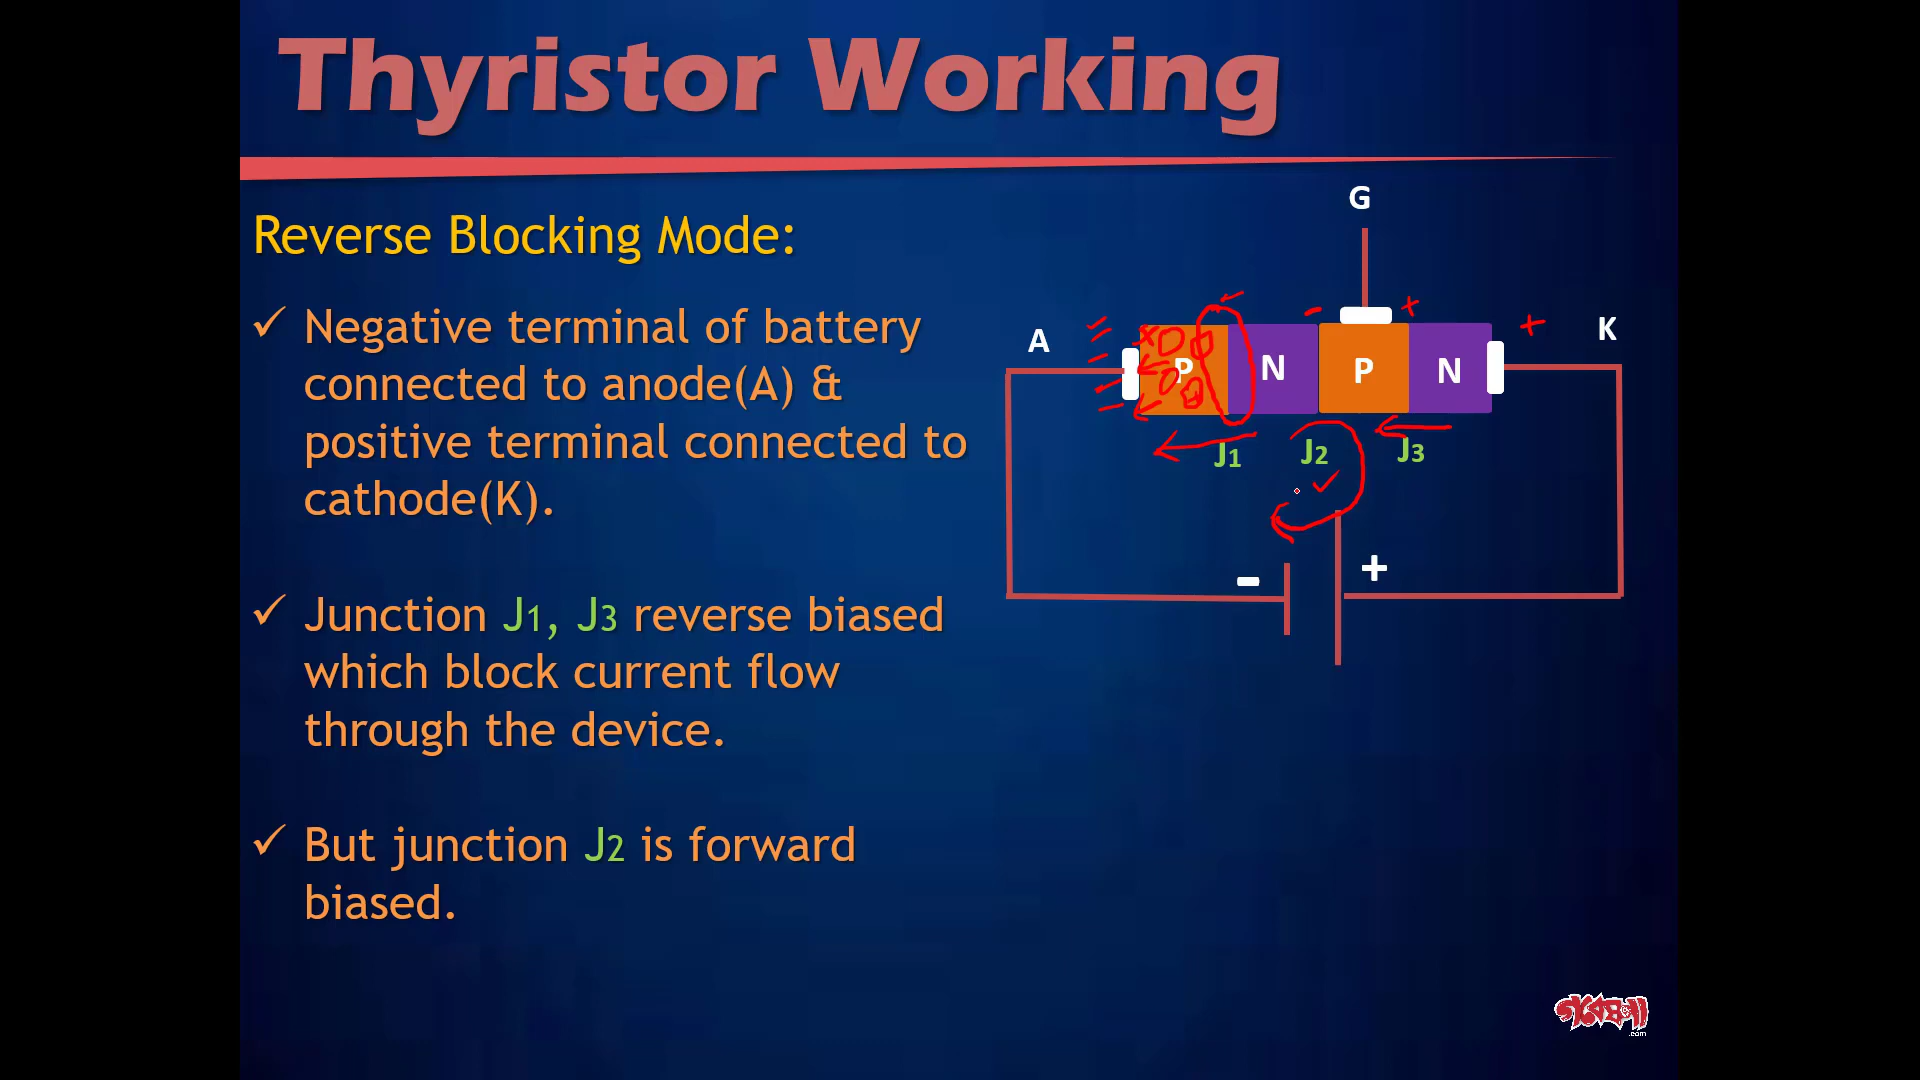 Thyristor Working
Reverse Blocking Mode:
✓ Negative terminal of battery
connected to anode(A) &
positive terminal connected to
cathode(K).
✓ Junction J1, J3 reverse biased
which block current flow
through the device.
✓ But junction J2 is forward
biased.
G
A
K
P N P N
J1 J2 J3
- +
.com